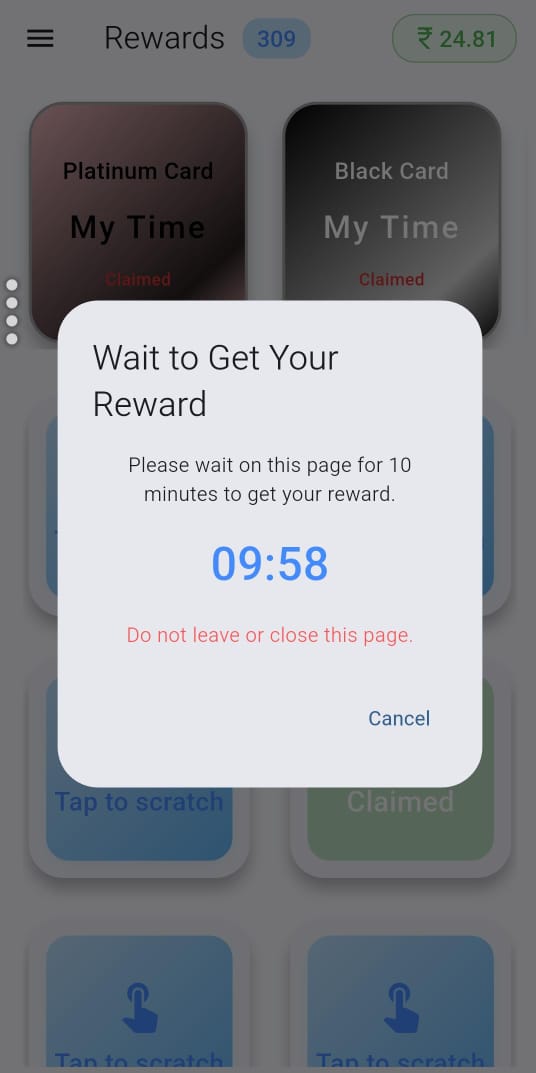 Rewards 309 ₹ 24.81
Platinum Card
My Time
Claimed
Black Card
My Time
Claimed
Wait to Get Your
Reward
Please wait on this page for 10
minutes to get your reward.
09:58
Do not leave or close this page.
Cancel
Tap to scratch
Claimed
Tap to scratch
Tap to scratch